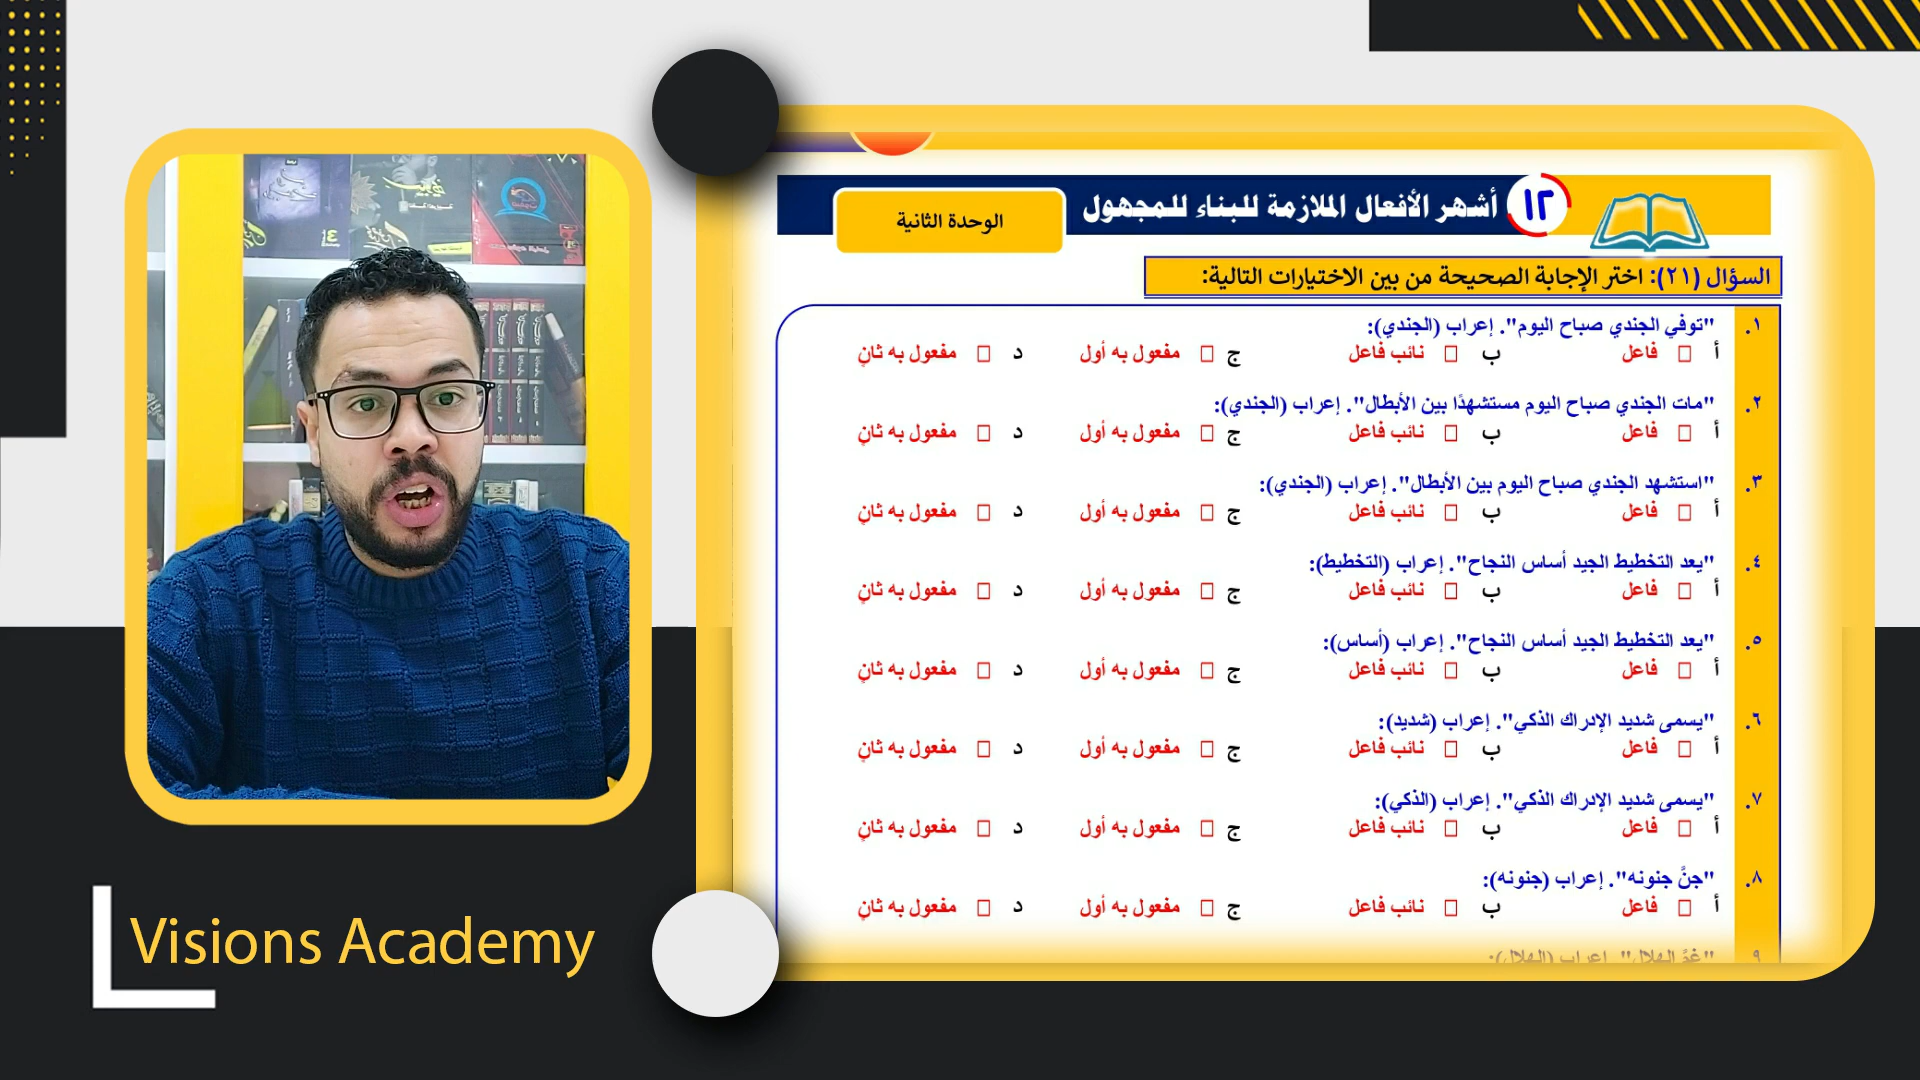 ١٢ أشهر الأفعال الملازمة للبناء للمجهول
الوحدة الثانية
السؤال (٢١): اختر الإجابة الصحيحة من بين الاختيارات التالية:
١. "توفي الجندي صباح اليوم". إعراب (الجندي):
أ فاعل ب نائب فاعل ج مفعول به أول د مفعول به ثانٍ
٢. "مات الجندي صباح اليوم مستشهدًا بين الأبطال". إعراب (الجندي):
أ فاعل ب نائب فاعل ج مفعول به أول د مفعول به ثانٍ
٣. "استشهد الجندي صباح اليوم بين الأبطال". إعراب (الجندي):
أ فاعل ب نائب فاعل ج مفعول به أول د مفعول به ثانٍ
٤. "يعد التخطيط الجيد أساس النجاح". إعراب (التخطيط):
أ فاعل ب نائب فاعل ج مفعول به أول د مفعول به ثانٍ
٥. "يعد التخطيط الجيد أساس النجاح". إعراب (أساس):
أ فاعل ب نائب فاعل ج مفعول به أول د مفعول به ثانٍ
٦. "يسمى شديد الإدراك الذكي". إعراب (شديد):
أ فاعل ب نائب فاعل ج مفعول به أول د مفعول به ثانٍ
٧. "يسمى شديد الإدراك الذكي". إعراب (الذكي):
أ فاعل ب نائب فاعل ج مفعول به أول د مفعول به ثانٍ
٨. "جنَّ جنونه". إعراب (جنونه):
أ فاعل ب نائب فاعل ج مفعول به أول د مفعول به ثانٍ
٩ "غمَّ الهلال". إعراب (الهلال):
Visions Academy